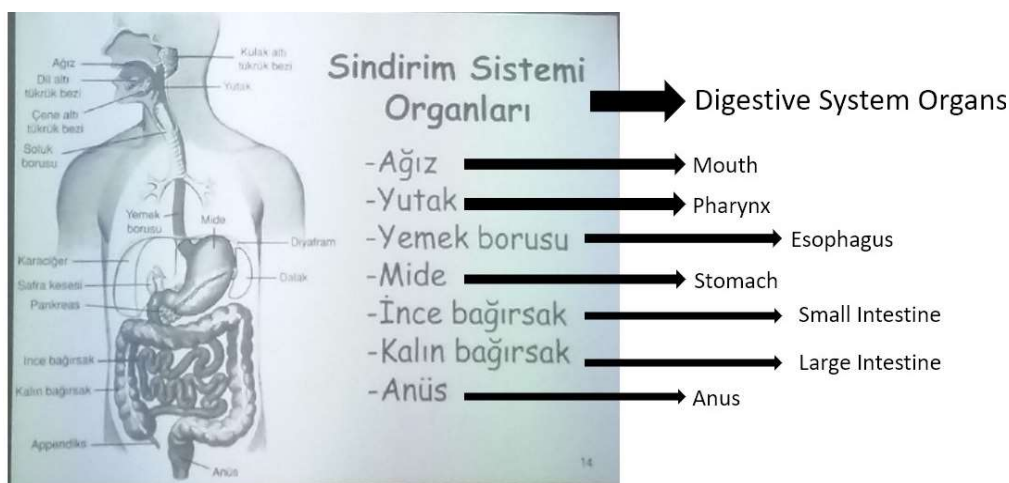 Ağız
Dil altı
tükrük bezi
Çene altı
tükrük bezi
Soluk
borusu
Kulak altı
tükrük bezi
Yutak
Yemek
borusu
Mide
Diyafram
Karaciğer
Dalak
Safra kesesi
Pankreas
İnce bağırsak
Kalın bağırsak
Appendiks
Anüs
Sindirim Sistemi
Organları
Digestive System Organs
-Ağız
Mouth
-Yutak
Pharynx
-Yemek borusu
Esophagus
-Mide
Stomach
-İnce bağırsak
Small Intestine
-Kalın bağırsak
Large Intestine
-Anüs
Anus
14